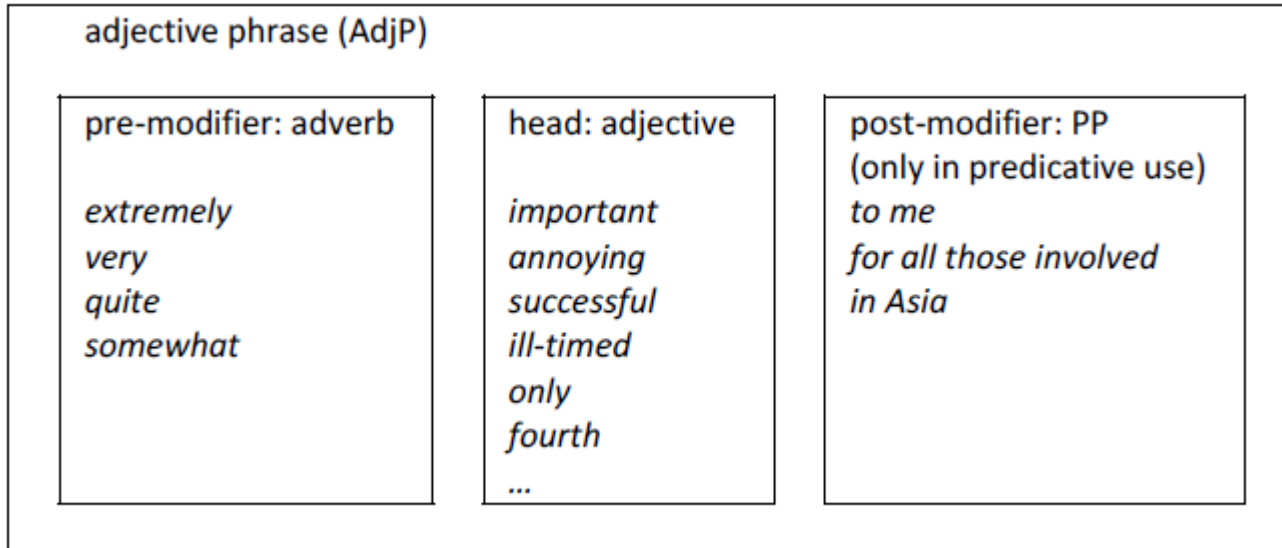 adjective phrase (AdjP)
pre-modifier: adverb
extremely
very
quite
somewhat
head: adjective
important
annoying
successful
ill-timed
only
fourth
...
post-modifier: PP
(only in predicative use)
to me
for all those involved
in Asia